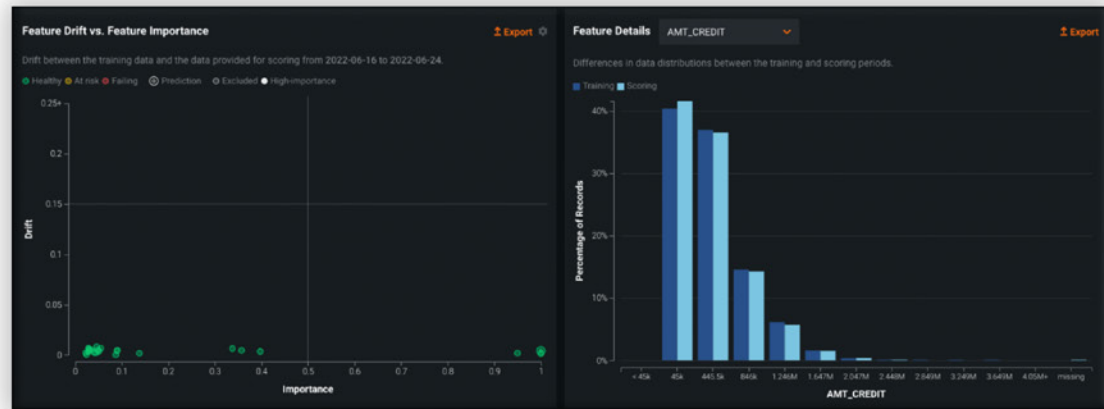 Feature Drift vs. Feature Importance
Export
Drift between the training data and the data provided for scoring from 2022-06-16 to 2022-06-24.
Healthy At risk Failing Prediction Excluded High-importance
0.25+
0.2
0.15
0.1
0.05
0
Drift
0 0.1 0.2 0.3 0.4 0.5 0.6 0.7 0.8 0.9 1
Importance
Feature Details AMT_CREDIT
Export
Differences in data distributions between the training and scoring periods.
Training Scoring
40%
30%
20%
10%
0%
Percentage of Records
< 45k 45k 445.5k 846k 1.246M 1.647M 2.047M 2.448M 2.849M 3.249M 3.649M 4.05M+ missing
AMT_CREDIT